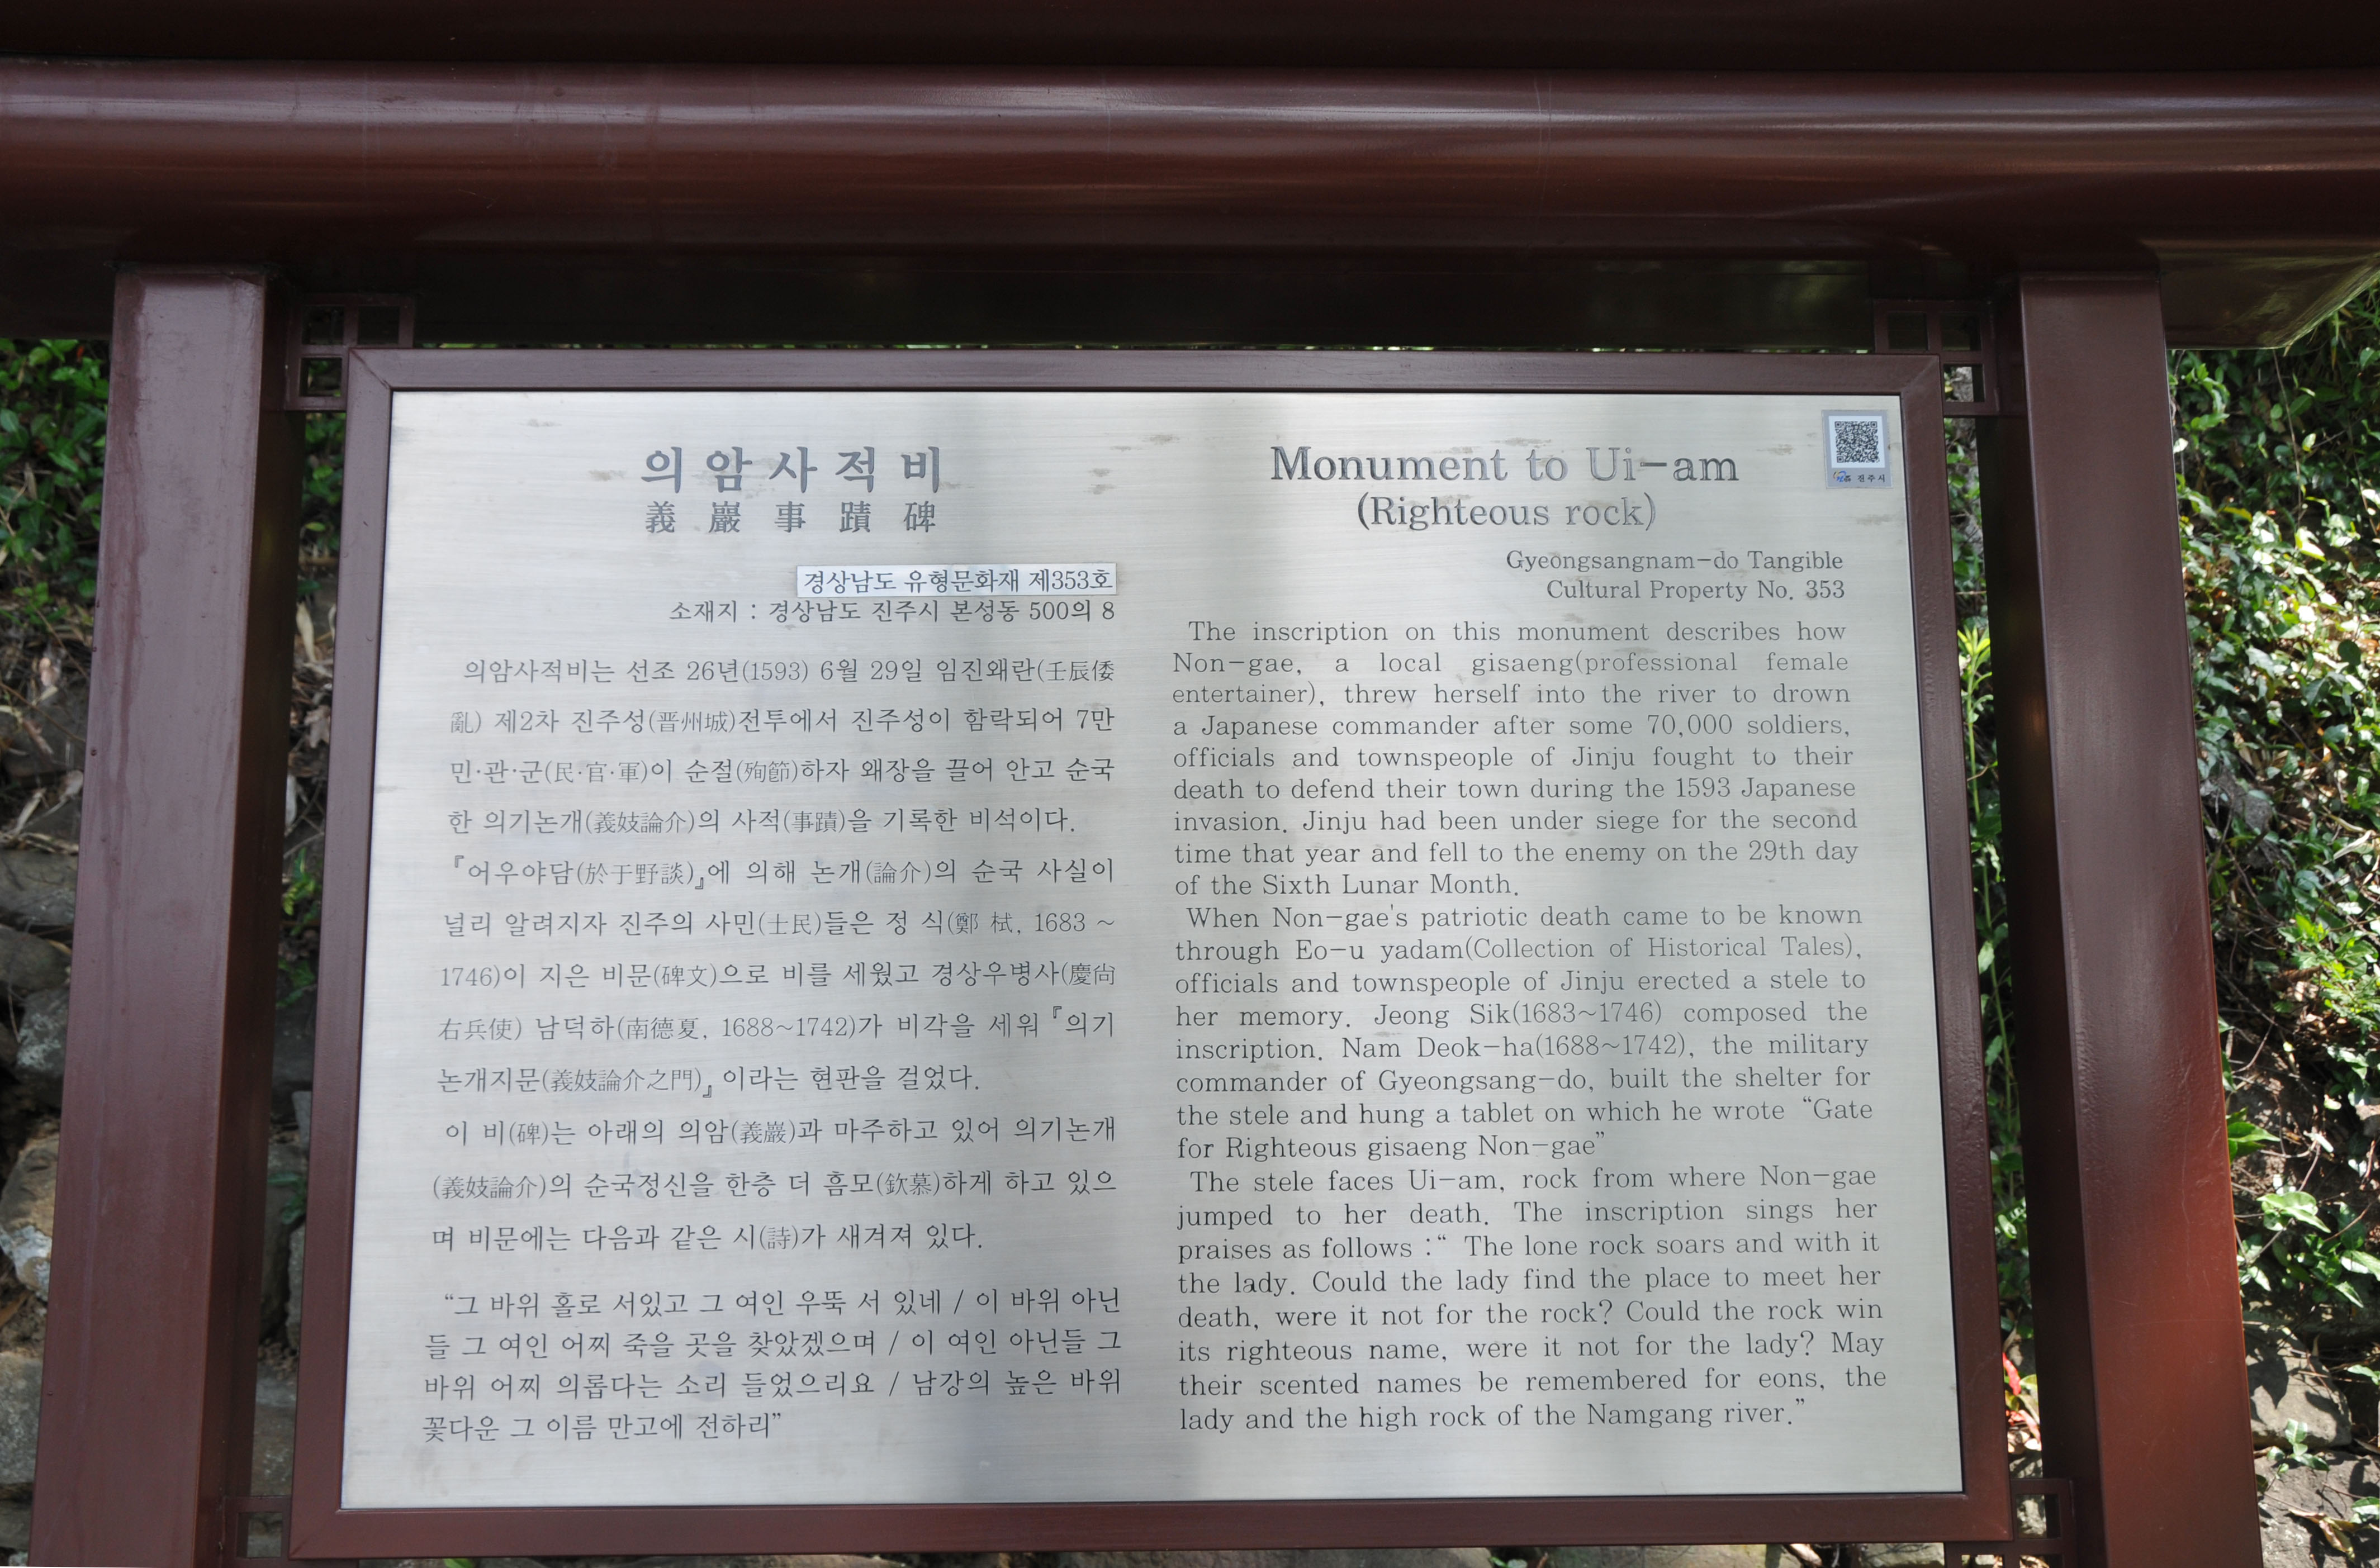 의암사적비
義巖事蹟碑
경상남도 유형문화재 제353호
소재지 : 경상남도 진주시 본성동 500의 8
의암사적비는 선조 26년(1593) 6월 29일 임진왜란(壬辰倭
亂) 제2차 진주성(晋州城)전투에서 진주성이 함락되어 7만
민·관·군(民·官·軍)이 순절(殉節)하자 왜장을 끌어 안고 순국
한 의기논개(義妓論介)의 사적(事蹟)을 기록한 비석이다.
『어우야담(於于野談)』에 의해 논개(論介)의 순국 사실이
널리 알려지자 진주의 사민(士民)들은 정 식(鄭 栻, 1683 ~
1746)이 지은 비문(碑文)으로 비를 세웠고 경상우병사(慶尙
右兵使) 남덕하(南德夏, 1688~1742)가 비각을 세워 『의기
논개지문(義妓論介之門)』이라는 현판을 걸었다.
이 비(碑)는 아래의 의암(義巖)과 마주하고 있어 의기논개
(義妓論介)의 순국정신을 한층 더 흠모(欽慕)하게 하고 있으
며 비문에는 다음과 같은 시(詩)가 새겨져 있다.
“그 바위 홀로 서있고 그 여인 우뚝 서 있네 / 이 바위 아닌
들 그 여인 어찌 죽을 곳을 찾았겠으며 / 이 여인 아닌들 그
바위 어찌 의롭다는 소리 들었으리요 / 남강의 높은 바위
꽃다운 그 이름 만고에 전하리”
Monument to Ui-am
(Righteous rock)
진주시
Gyeongsangnam-do Tangible
Cultural Property No. 353
The inscription on this monument describes how
Non-gae, a local gisaeng(professional female
entertainer), threw herself into the river to drown
a Japanese commander after some 70,000 soldiers,
officials and townspeople of Jinju fought to their
death to defend their town during the 1593 Japanese
invasion. Jinju had been under siege for the second
time that year and fell to the enemy on the 29th day
of the Sixth Lunar Month.
When Non-gae's patriotic death came to be known
through Eo-u yadam(Collection of Historical Tales),
officials and townspeople of Jinju erected a stele to
her memory. Jeong Sik(1683~1746) composed the
inscription. Nam Deok-ha(1688~1742), the military
commander of Gyeongsang-do, built the shelter for
the stele and hung a tablet on which he wrote “Gate
for Righteous gisaeng Non-gae”
The stele faces Ui-am, rock from where Non-gae
jumped to her death. The inscription sings her
praises as follows :“ The lone rock soars and with it
the lady. Could the lady find the place to meet her
death, were it not for the rock? Could the rock win
its righteous name, were it not for the lady? May
their scented names be remembered for eons, the
lady and the high rock of the Namgang river.”